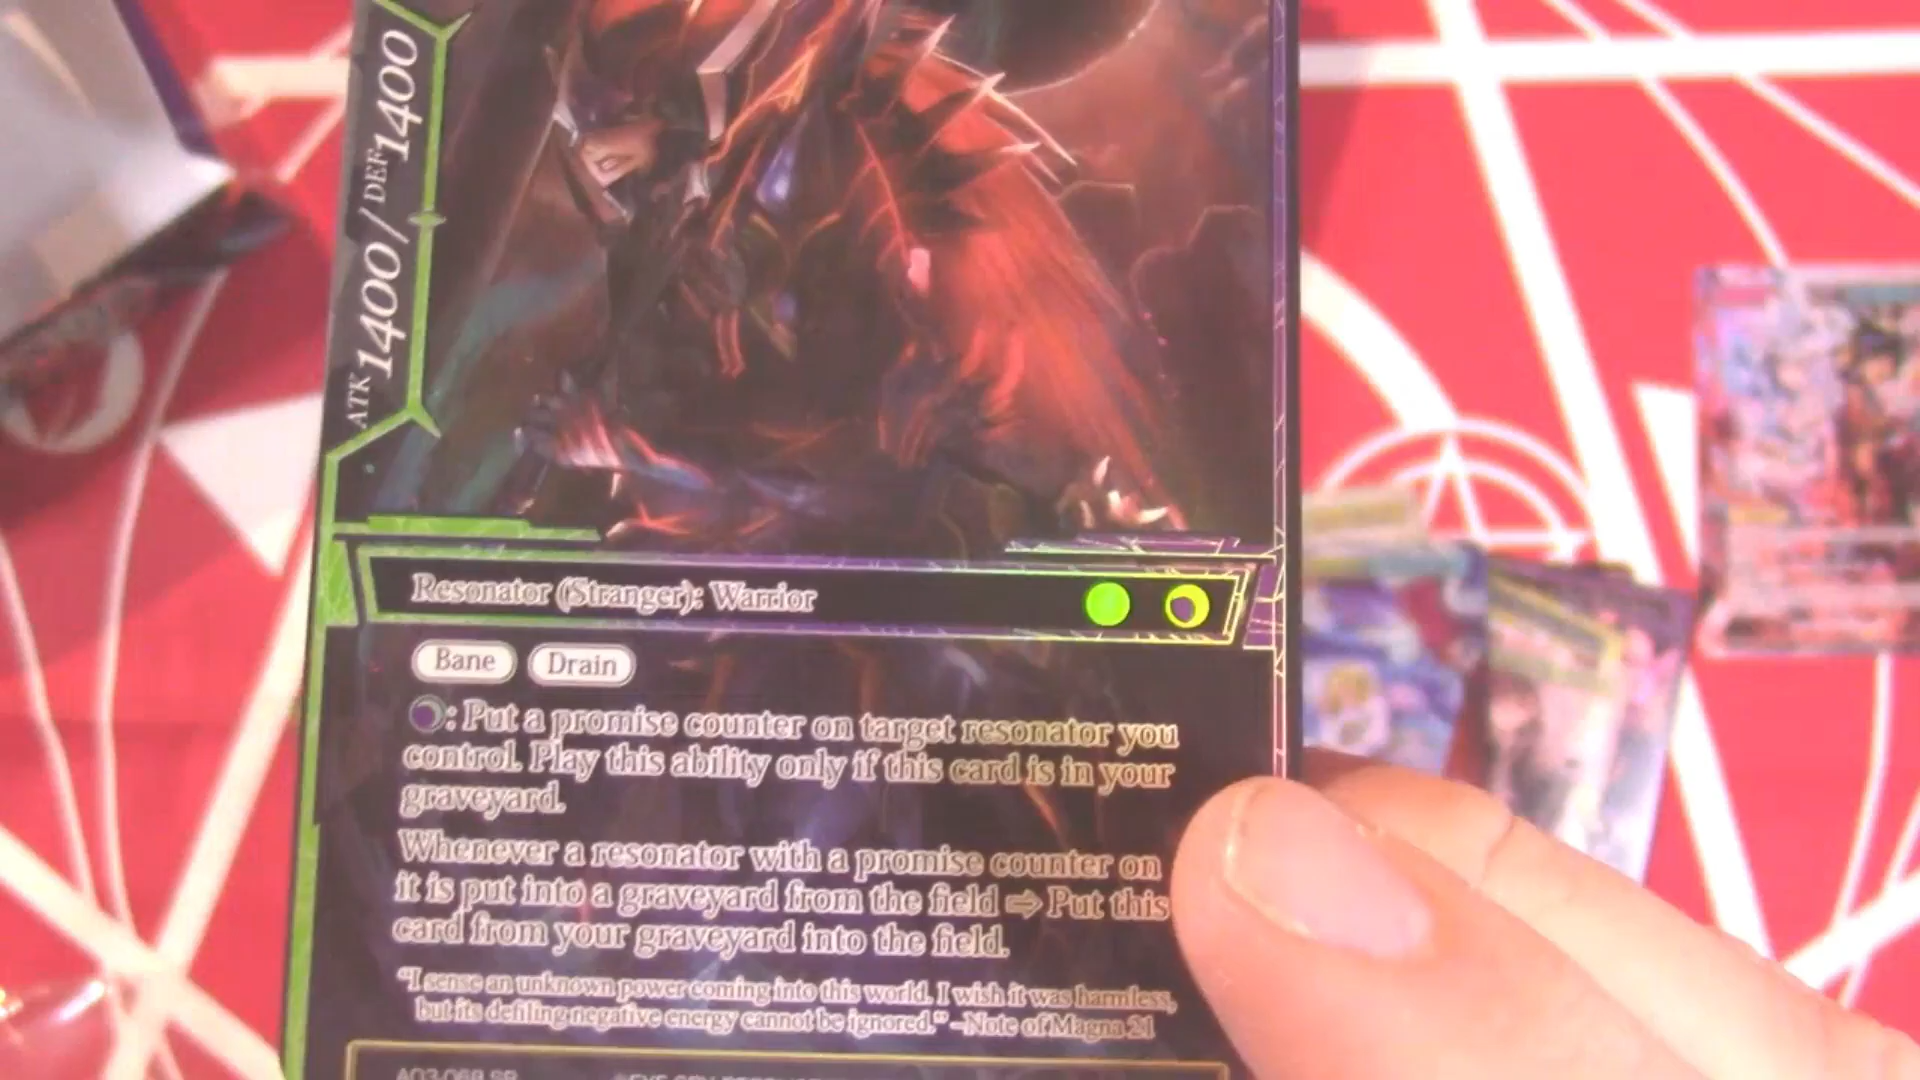 ATK 1400 / DEF 1400
Resonator (Stranger): Warrior
Bane Drain
: Put a promise counter on target resonator you
control. Play this ability only if this card is in your
graveyard.
Whenever a resonator with a promise counter on
it is put into a graveyard from the field ⇨ Put this
card from your graveyard into the field.
"I sense an unknown power coming into this world. I wish it was harmless,
but its defiling negative energy cannot be ignored." –Note of Magna 21